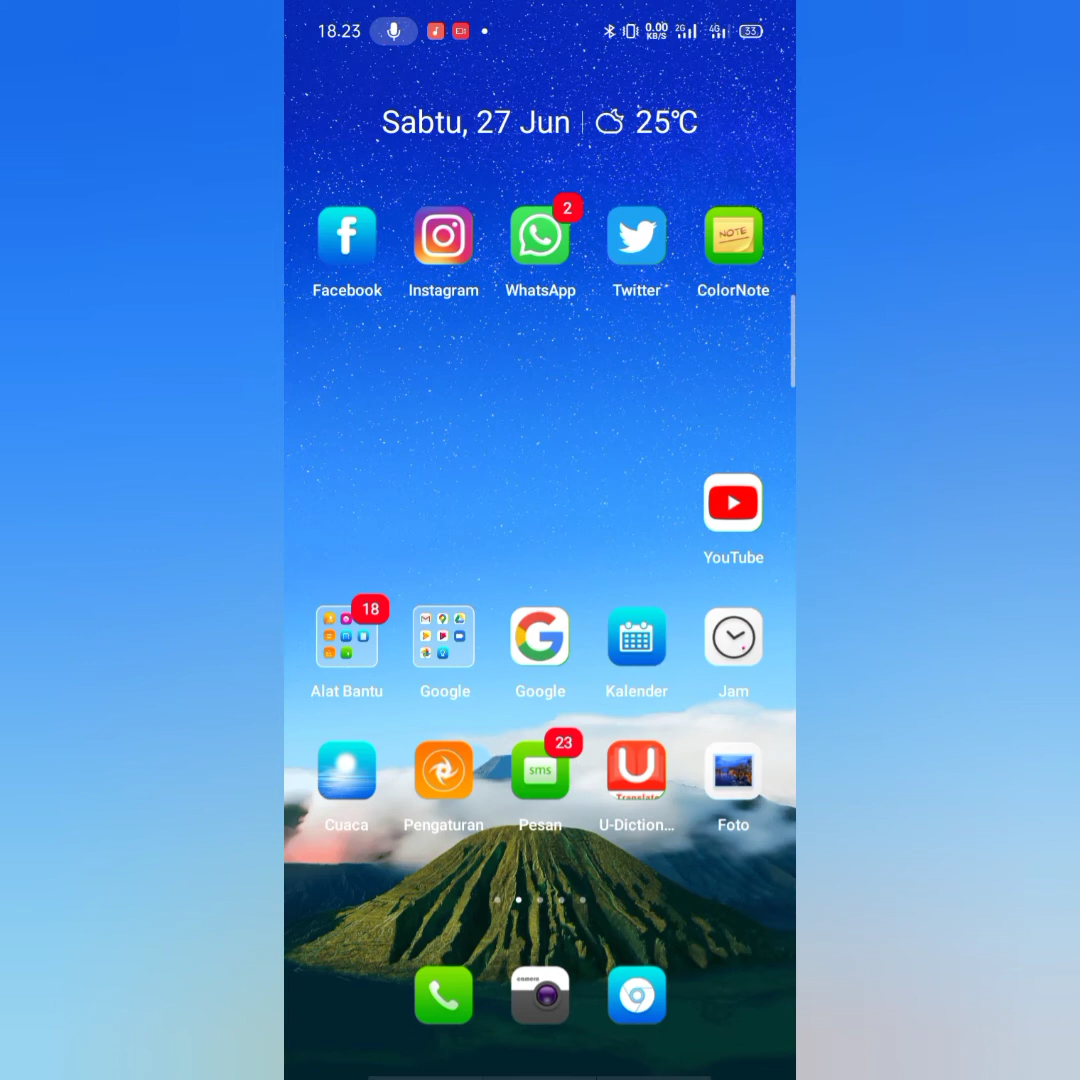 18.23 0.00 KB/S 2G 4G 33
Sabtu, 27 Jun 25°C
2
NOTE
Facebook Instagram WhatsApp Twitter ColorNote
YouTube
18
Alat Bantu Google Google Kalender Jam
23
sms
Translate
Cuaca Pengaturan Pesan U-Diction... Foto